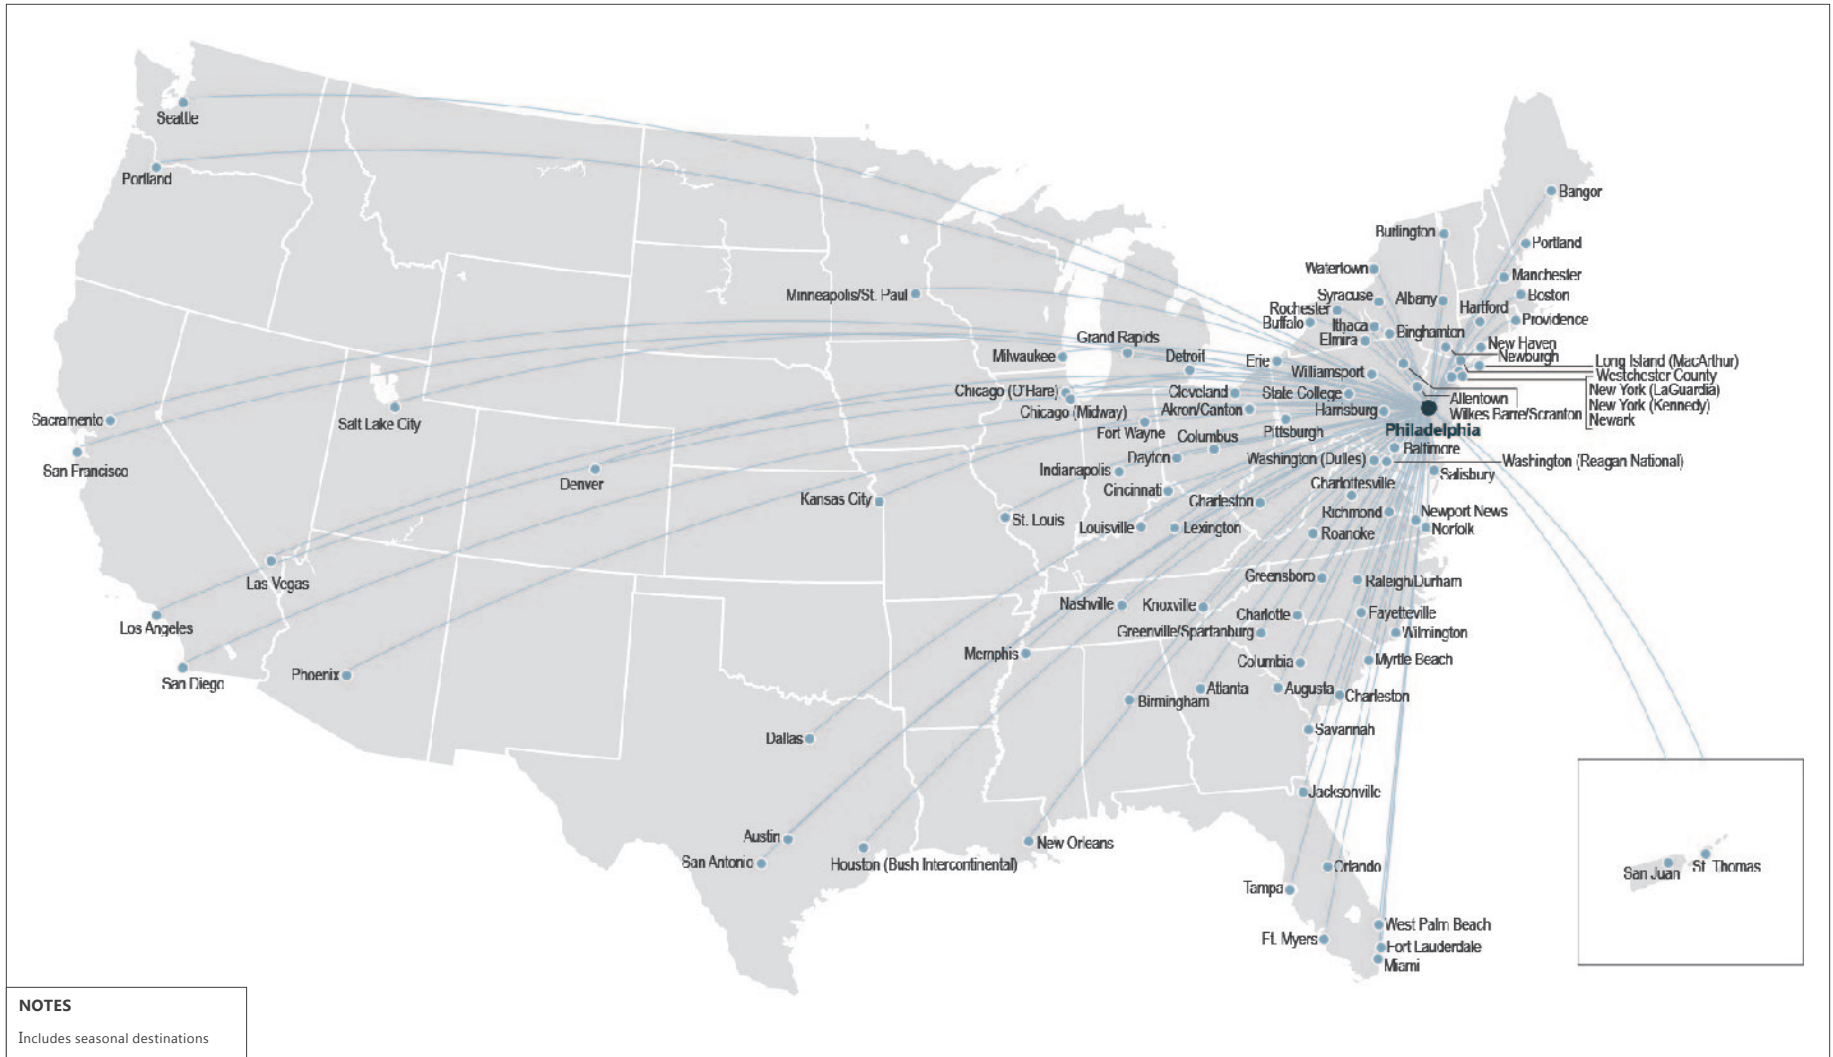 Seattle
Portland
Bangor
Burlington
Portland
Watertown
Manchester
Minneapolis/St. Paul
Syracuse
Albany
Boston
Rochester
Hartford
Buffalo
Ithaca
Providence
Binghamton
Elmira
Grand Rapids
New Haven
Milwaukee
Detroit
Newburgh
Erie
Long Island (MacArthur)
Williamsport
Westchester County
Chicago (O'Hare)
Cleveland
State College
New York (LaGuardia)
Allentown
Chicago (Midway)
Akron/Canton
Harrisburg
New York (Kennedy)
Wilkes Barre/Scranton
Newark
Sacramento
Salt Lake City
Fort Wayne
Columbus
Pittsburgh
Philadelphia
Baltimore
San Francisco
Dayton
Washington (Dulles)
Washington (Reagan National)
Indianapolis
Salisbury
Denver
Cincinnati
Charlottesville
Kansas City
Charleston
St. Louis
Richmond
Newport News
Louisville
Lexington
Roanoke
Norfolk
Las Vegas
Greensboro
Raleigh/Durham
Nashville
Knoxville
Charlotte
Fayetteville
Los Angeles
Greenville/Spartanburg
Wilmington
Memphis
Columbia
Myrtle Beach
Phoenix
San Diego
Atlanta
Augusta
Charleston
Birmingham
Savannah
Dallas
Jacksonville
Austin
New Orleans
San Antonio
Houston (Bush Intercontinental)
Orlando
San Juan
St. Thomas
Tampa
West Palm Beach
Ft. Myers
Fort Lauderdale
Miami
NOTES
Includes seasonal destinations